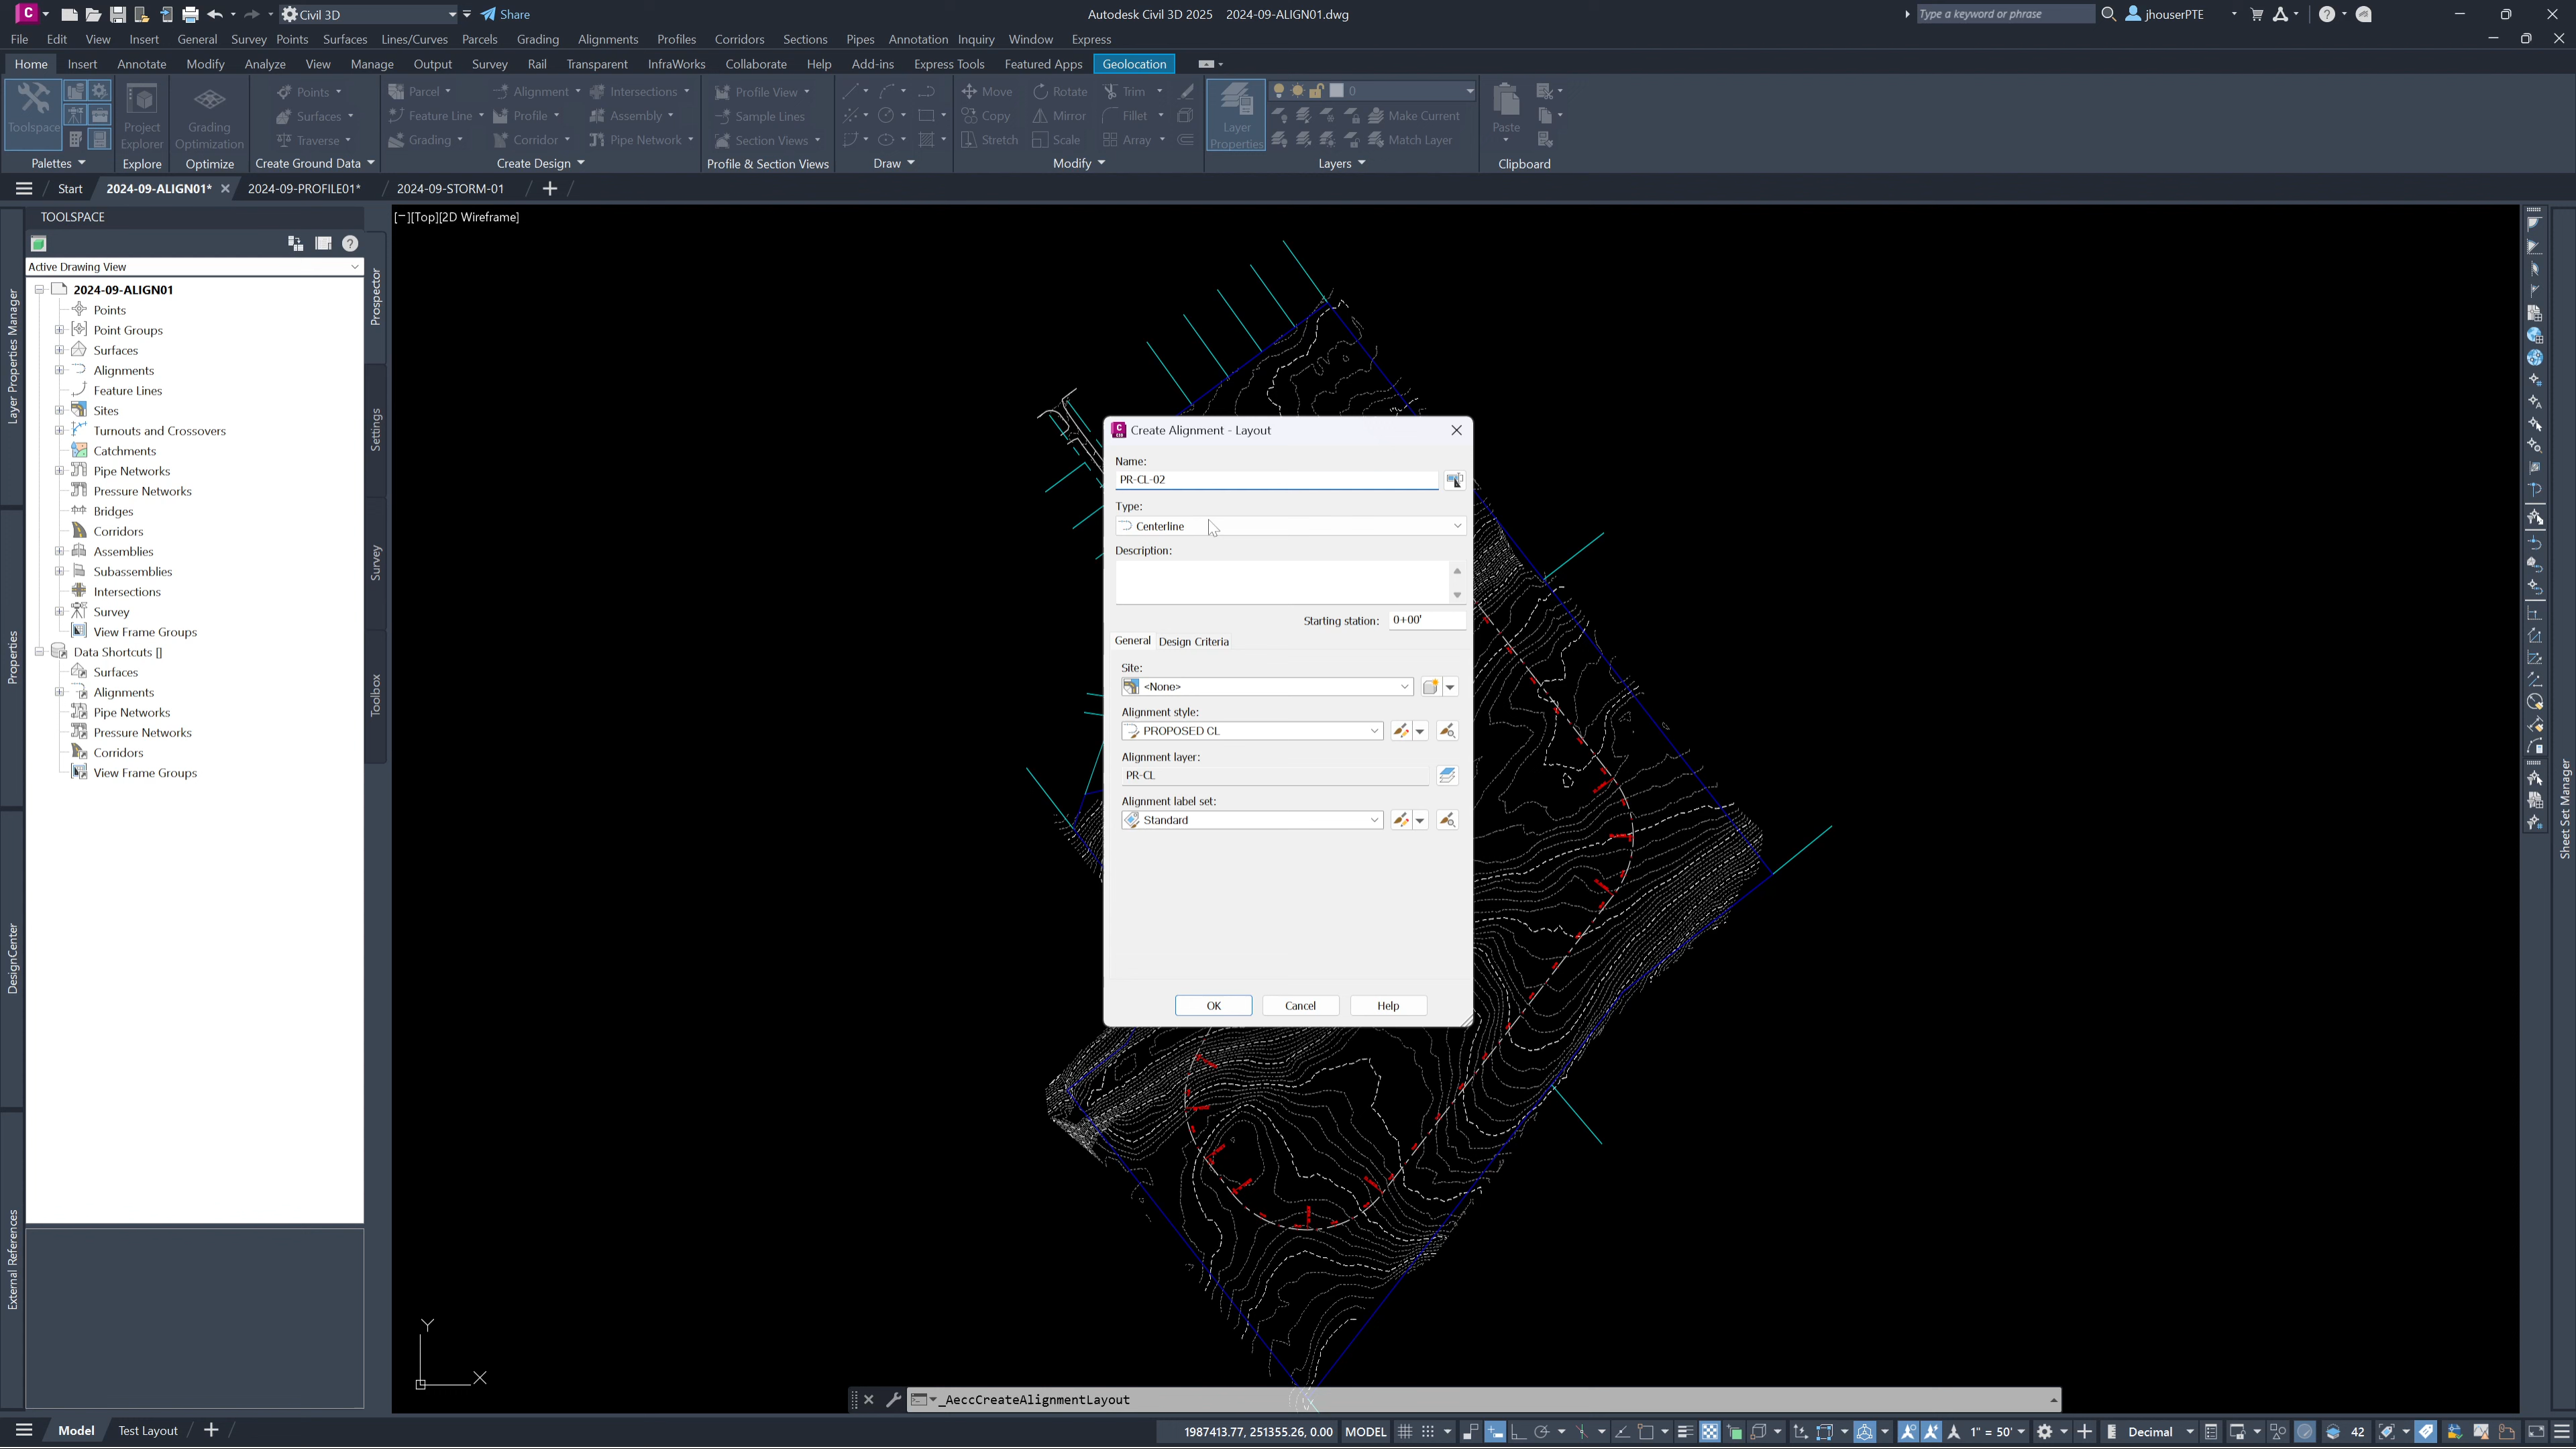 Civil 3D Share Autodesk Civil 3D 2025 2024-09-ALIGN01.dwg Type a keyword or phrase jhouserPTE
File Edit View Insert General Survey Points Surfaces Lines/Curves Parcels Grading Alignments Profiles Corridors Sections Pipes Annotation Inquiry Window Express
Home Insert Annotate Modify Analyze View Manage Output Survey Rail Transparent InfraWorks Collaborate Help Add-ins Express Tools Featured Apps Geolocation
Points Parcel Alignment Intersections Profile View Move Rotate Trim 0
Feature Line Profile Assembly Sample Lines Copy Mirror Fillet Make Current
Surfaces
Toolspace Project Explorer Grading Optimization Layer Properties Paste
Traverse Grading Corridor Pipe Network Section Views Stretch Scale Array Match Layer
Palettes Explore Optimize Create Ground Data Create Design Profile & Section Views Draw Modify Layers Clipboard
Start 2024-09-ALIGN01* 2024-09-PROFILE01* 2024-09-STORM-01
TOOLSPACE
[−][Top][2D Wireframe]
Active Drawing View
2024-09-ALIGN01
Points
Point Groups
Surfaces
Alignments
Feature Lines
Sites
Turnouts and Crossovers
Catchments
Pipe Networks
Pressure Networks
Bridges
Corridors
Assemblies
Subassemblies
Intersections
Survey
View Frame Groups
Data Shortcuts []
Surfaces
Alignments
Pipe Networks
Pressure Networks
Corridors
View Frame Groups
Prospector
Settings
Survey
Toolbox
Layer Properties Manager
Properties
DesignCenter
External References
Sheet Set Manager
Create Alignment - Layout
Name:
PR-CL-02
Type:
Centerline
Description:
Starting station: 0+00'
General Design Criteria
Site:
<None>
Alignment style:
PROPOSED CL
Alignment layer:
PR-CL
Alignment label set:
Standard
OK Cancel Help
Y
X
_AeccCreateAlignmentLayout
Model Test Layout 1987413.77, 251355.26, 0.00 MODEL 1" = 50' Decimal 42